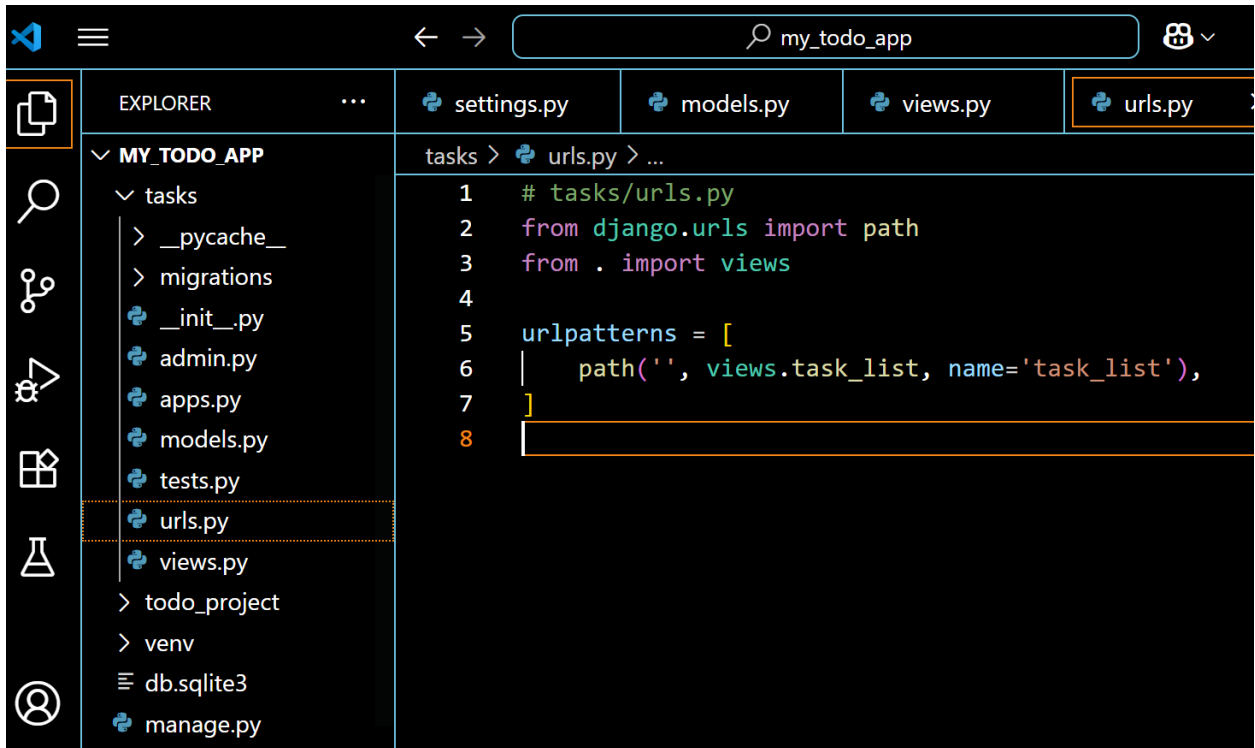 my_todo_app
EXPLORER ...
settings.py
models.py
views.py
urls.py
MY_TODO_APP
tasks
__pycache__
migrations
__init__.py
admin.py
apps.py
models.py
tests.py
urls.py
views.py
todo_project
venv
db.sqlite3
manage.py
tasks > urls.py > ...
1 # tasks/urls.py
2 from django.urls import path
3 from . import views
4
5 urlpatterns = [
6     path('', views.task_list, name='task_list'),
7 ]
8